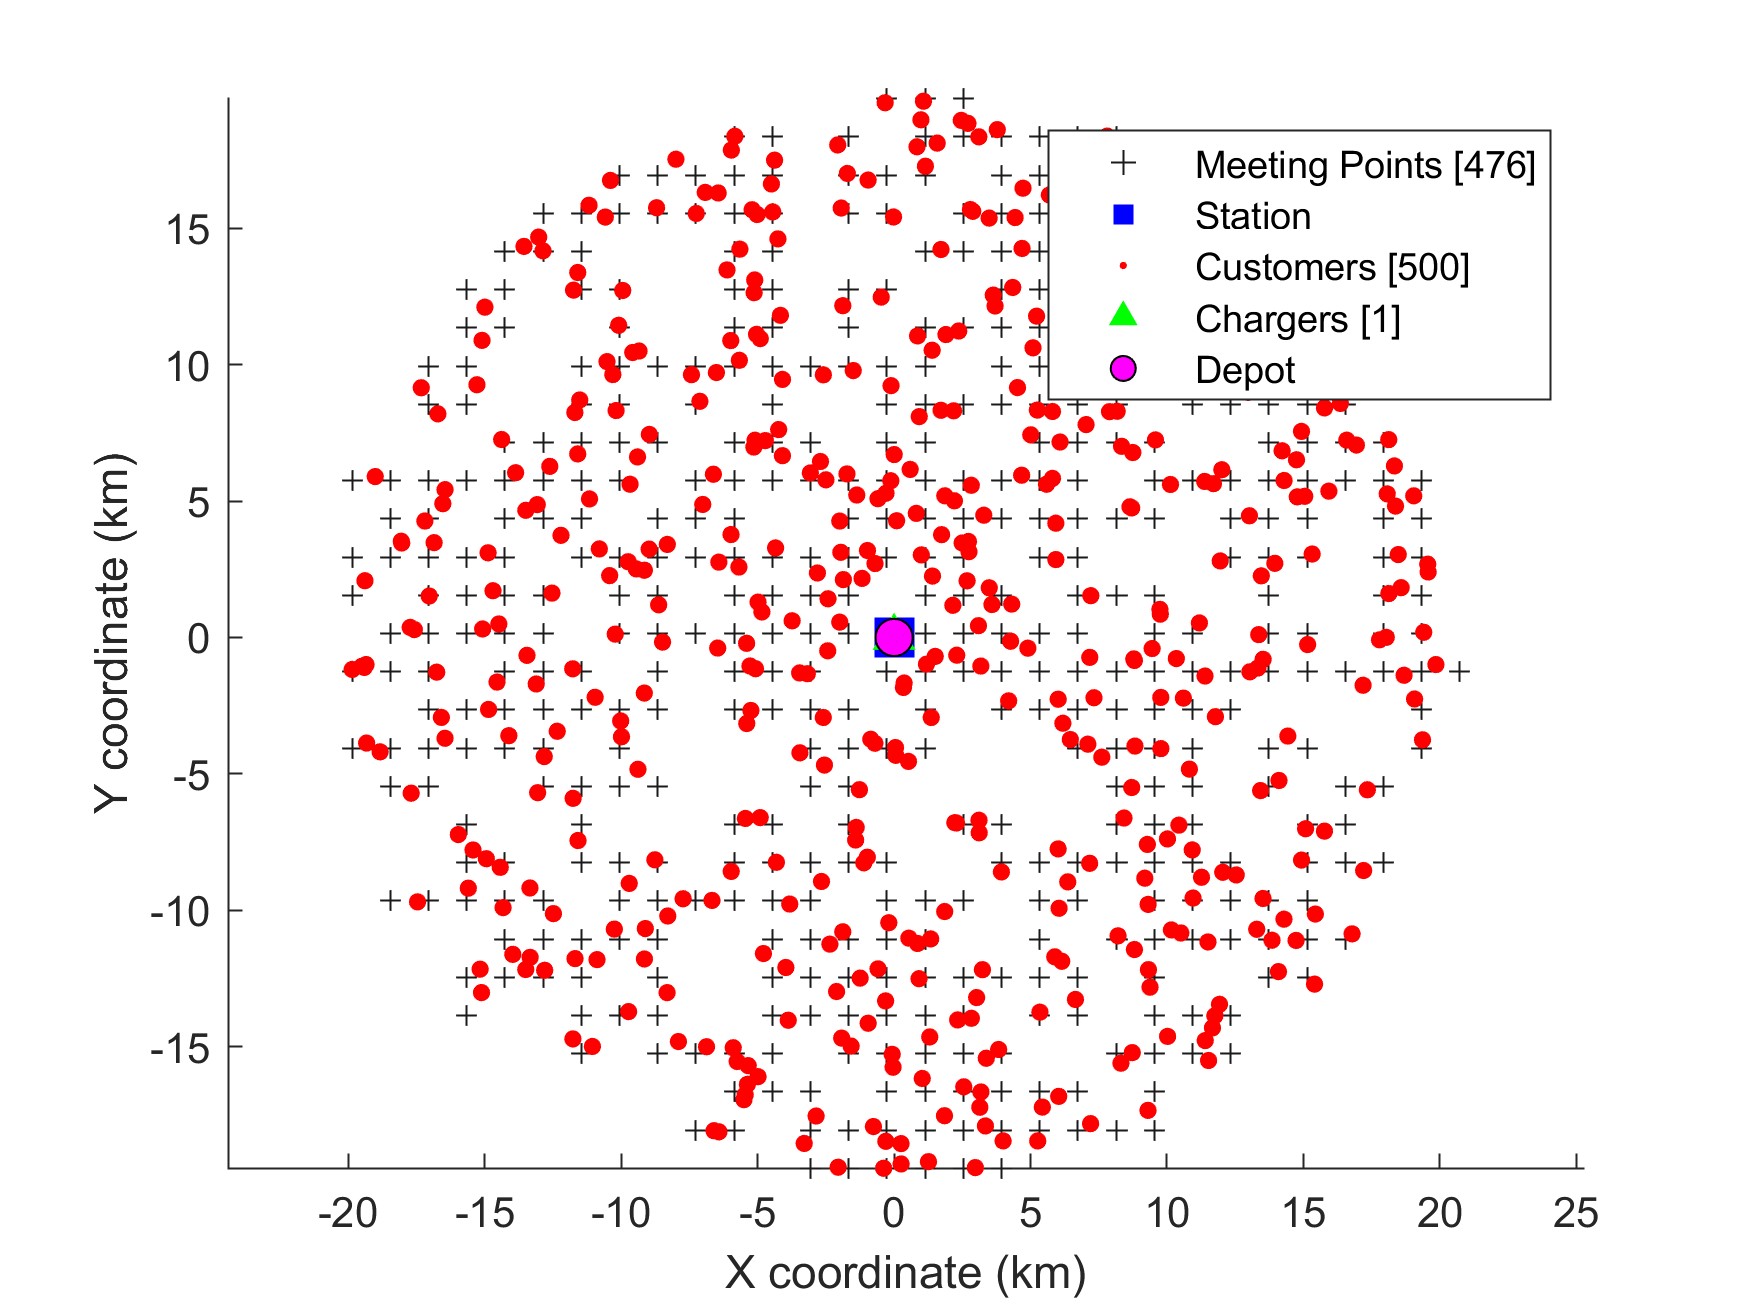 Meeting Points [476]
Station
Customers [500]
Chargers [1]
Depot
15
10
5
0
-5
-10
-15
Y coordinate (km)
-20 -15 -10 -5 0 5 10 15 20 25
X coordinate (km)